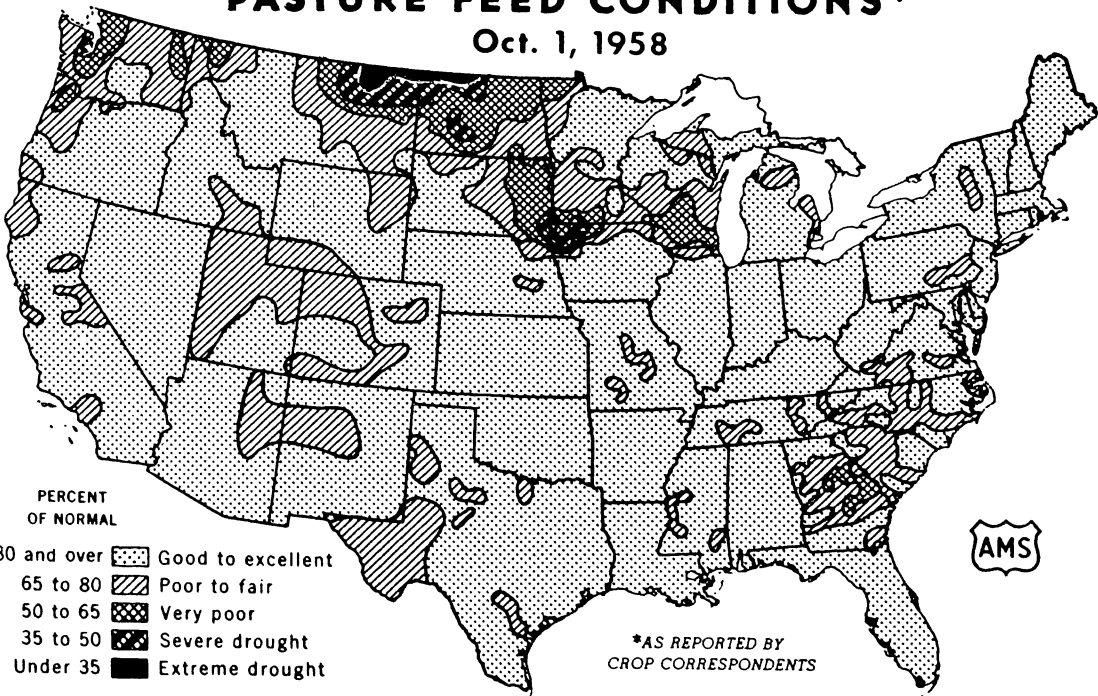 PASTURE FEED CONDITIONS*
Oct. 1, 1958
PERCENT
OF NORMAL
80 and over Good to excellent
65 to 80 Poor to fair
50 to 65 Very poor
35 to 50 Severe drought
Under 35 Extreme drought
*AS REPORTED BY
CROP CORRESPONDENTS
AMS